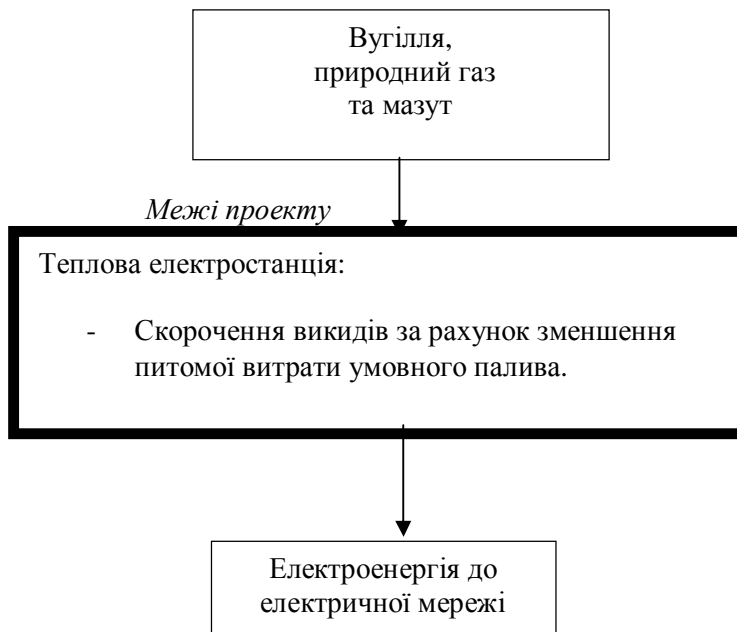 Вугілля,
природний газ
та мазут
Межі проекту
Теплова електростанція:
- Скорочення викидів за рахунок зменшення
питомої витрати умовного палива.
Електроенергія до
електричної мережі